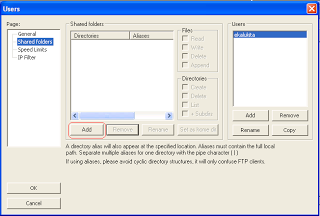 Users
Page:
General
Shared folders
Speed Limits
IP Filter
Shared folders
Directories
Aliases
Files
Read
Write
Delete
Append
Directories
Create
Delete
List
+ Subdirs
Add
Remove
Rename
Set as home dir
Users
ekalukita
Add
Remove
Rename
Copy
A directory alias will also appear at the specified location. Aliases must contain the full local
path. Separate multiple aliases for one directory with the pipe character ( | )
If using aliases, please avoid cyclic directory structures, it will only confuse FTP clients.
OK
Cancel